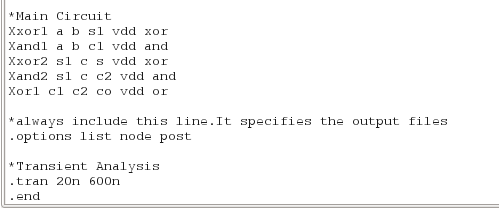 *Main Circuit
Xxor1 a b s1 vdd xor
Xand1 a b c1 vdd and
Xxor2 s1 c s vdd xor
Xand2 s1 c c2 vdd and
Xor1 c1 c2 co vdd or
*always include this line.It specifies the output files
.options list node post
*Transient Analysis
.tran 20n 600n
.end